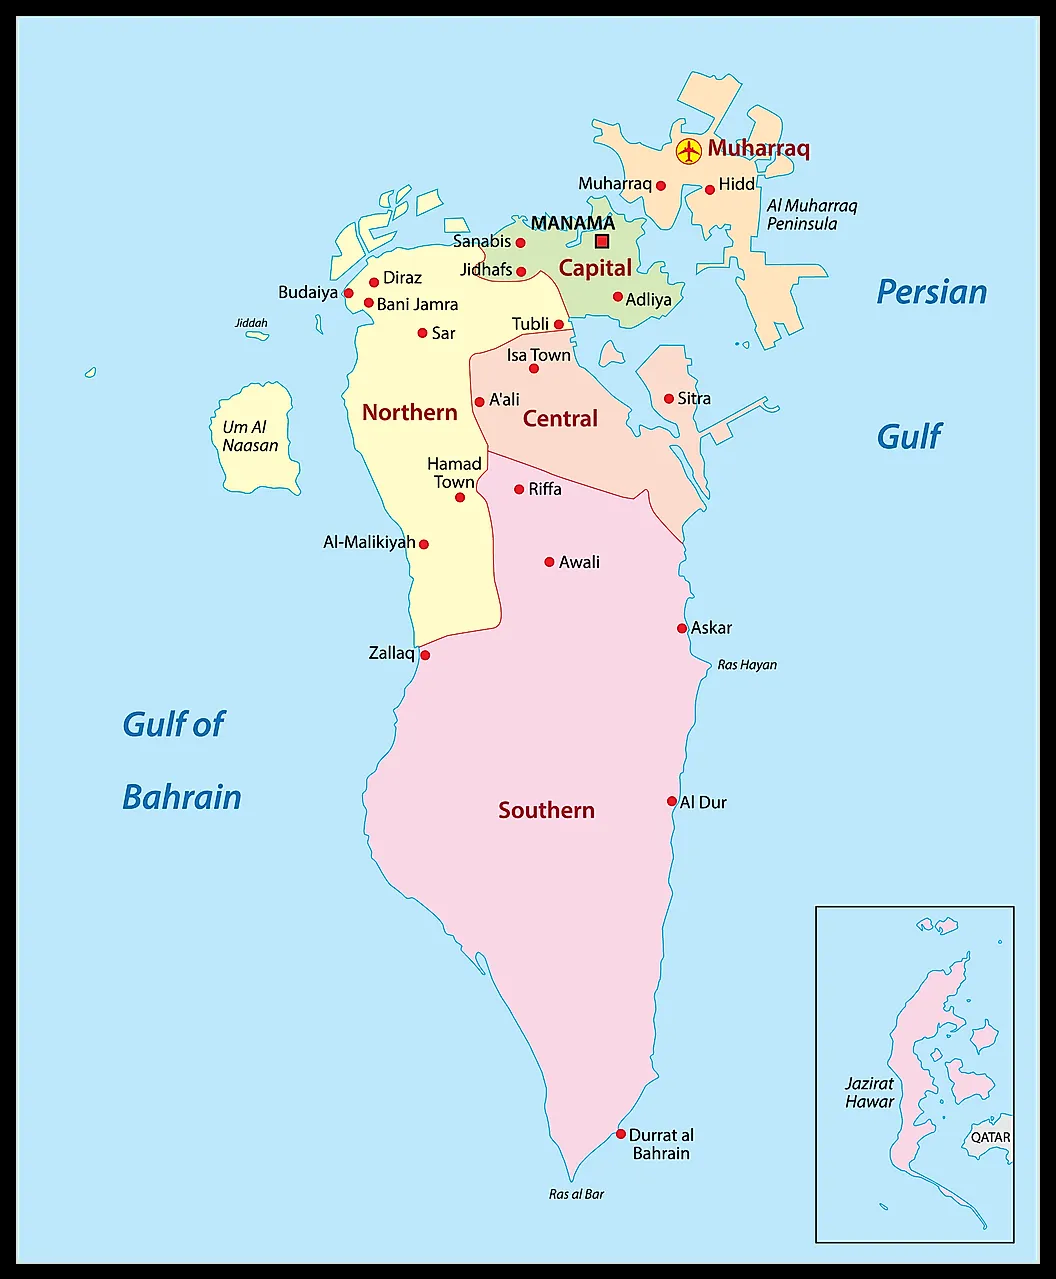 Muharraq
Muharraq
Hidd
Al Muharraq
Peninsula
MANAMA
Sanabis
Capital
Jidhafs
Diraz
Budaiya
Bani Jamra
Adliya
Persian
Jiddah
Sar
Tubli
Isa Town
A'ali
Sitra
Northern
Central
Um Al
Naasan
Gulf
Hamad
Town
Riffa
Al-Malikiyah
Awali
Askar
Zallaq
Ras Hayan
Gulf of
Bahrain
Southern
Al Dur
Jazirat
Hawar
QATAR
Durrat al
Bahrain
Ras al Bar